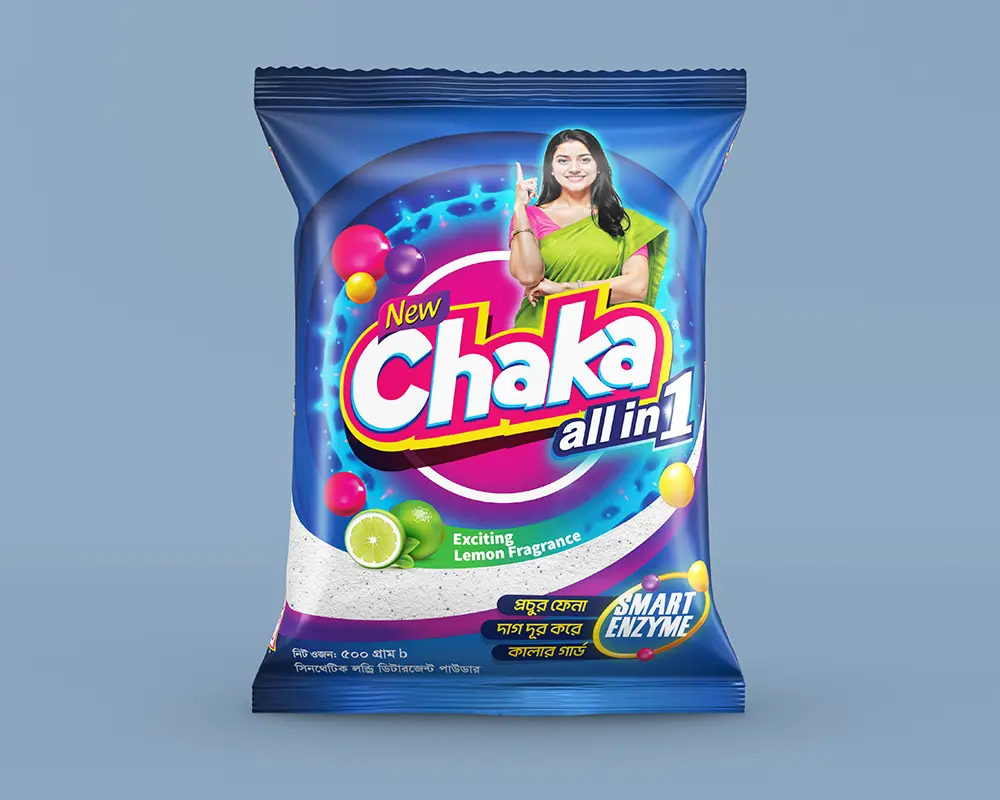 New
Chaka®
all in 1
Exciting
Lemon Fragrance
প্রচুর ফেনা
দাগ দূর করে
কালার গার্ড
SMART
ENZYME
নিট ওজন: ৫০০ গ্রাম b
সিনথেটিক লন্ড্রি ডিটারজেন্ট পাউডার